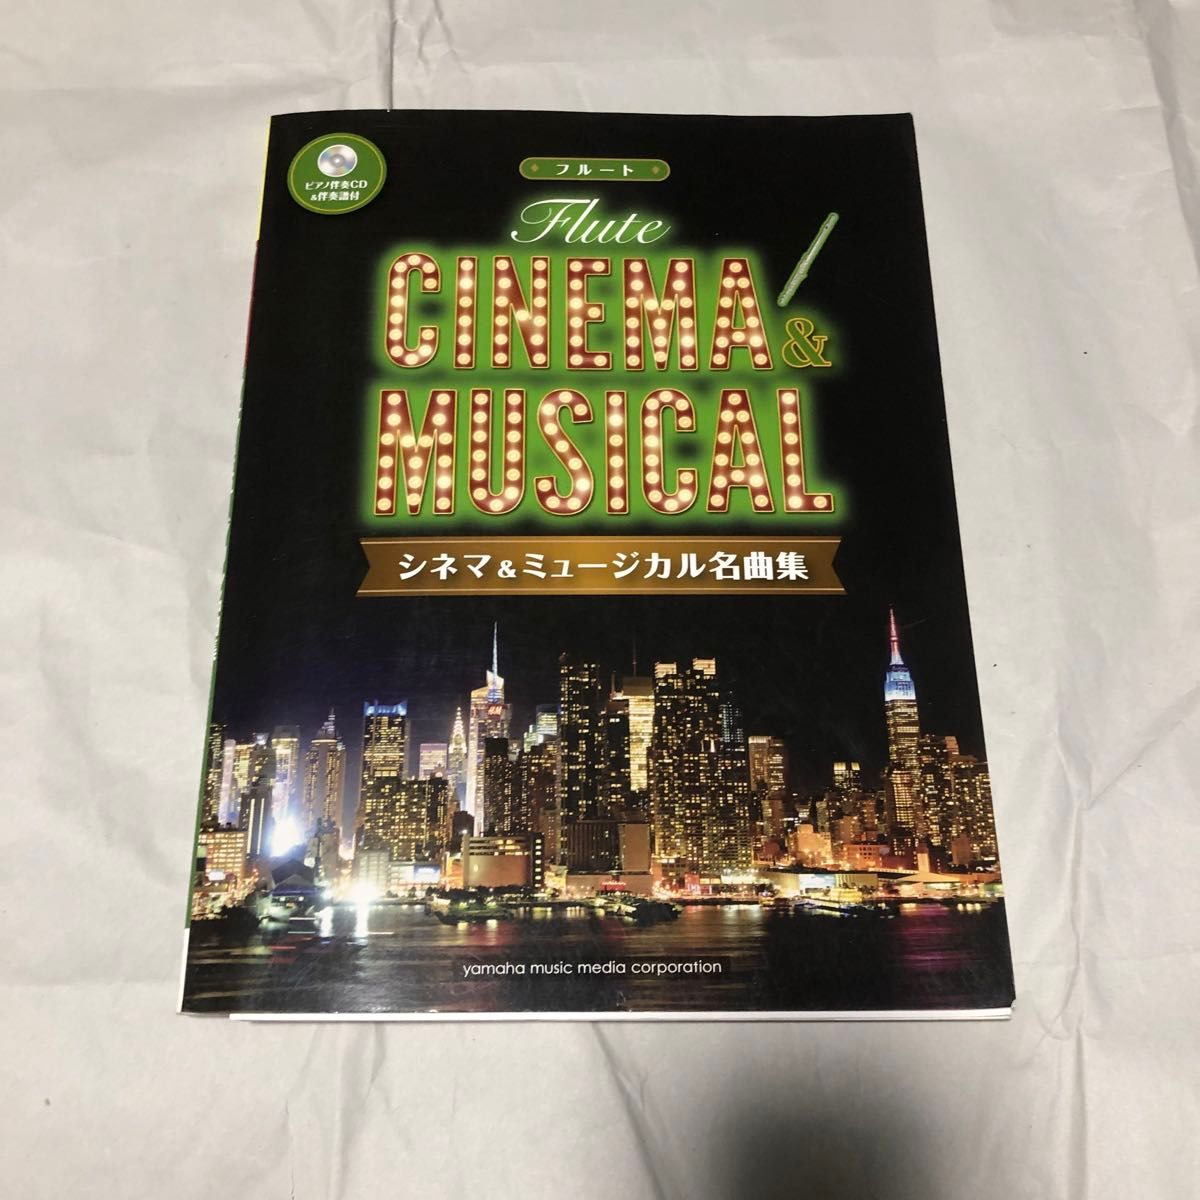 ピアノ伴奏CD
&伴奏譜付
フルート
Flute
CINEMA &
MUSICAL
シネマ&ミュージカル名曲集
H&M
yamaha music media corporation